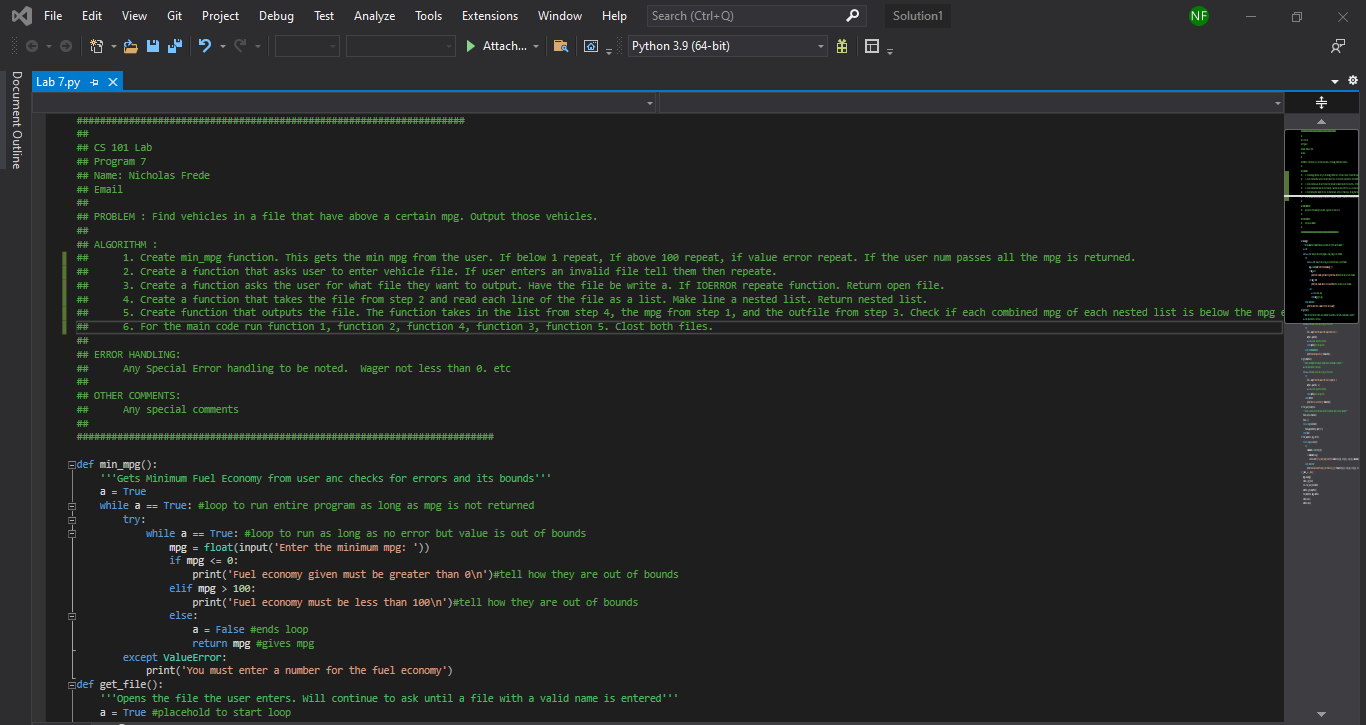 File Edit View Git Project Debug Test Analyze Tools Extensions Window Help Search (Ctrl+Q) Solution1 NF
Attach... Python 3.9 (64-bit)
Document Outline
Lab 7.py
###################################################################
##
## CS 101 Lab
## Program 7
## Name: Nicholas Frede
## Email
##
## PROBLEM : Find vehicles in a file that have above a certain mpg. Output those vehicles.
##
## ALGORITHM :
##      1. Create min_mpg function. This gets the min mpg from the user. If below 1 repeat, If above 100 repeat, if value error repeat. If the user num passes all the mpg is returned.
##      2. Create a function that asks user to enter vehicle file. If user enters an invalid file tell them then repeate.
##      3. Create a function asks the user for what file they want to output. Have the file be write a. If IOERROR repeate function. Return open file.
##      4. Create a function that takes the file from step 2 and read each line of the file as a list. Make line a nested list. Return nested list.
##      5. Create function that outputs the file. The function takes in the list from step 4, the mpg from step 1, and the outfile from step 3. Check if each combined mpg of each nested list is below the mpg e
##      6. For the main code run function 1, function 2, function 4, function 3, function 5. Clost both files.
##
## ERROR HANDLING:
##      Any Special Error handling to be noted.  Wager not less than 0. etc
##
## OTHER COMMENTS:
##      Any special comments
##
########################################################################
def min_mpg():
    '''Gets Minimum Fuel Economy from user anc checks for errors and its bounds'''
    a = True
    while a == True: #loop to run entire program as long as mpg is not returned
        try:
            while a == True: #loop to run as long as no error but value is out of bounds
                mpg = float(input('Enter the minimum mpg: '))
                if mpg <= 0:
                    print('Fuel economy given must be greater than 0\n')#tell how they are out of bounds
                elif mpg > 100:
                    print('Fuel economy must be less than 100\n')#tell how they are out of bounds
                else:
                    a = False #ends loop
                    return mpg #gives mpg
        except ValueError:
            print('You must enter a number for the fuel economy')
def get_file():
    '''Opens the file the user enters. Will continue to ask until a file with a valid name is entered'''
    a = True #placehold to start loop